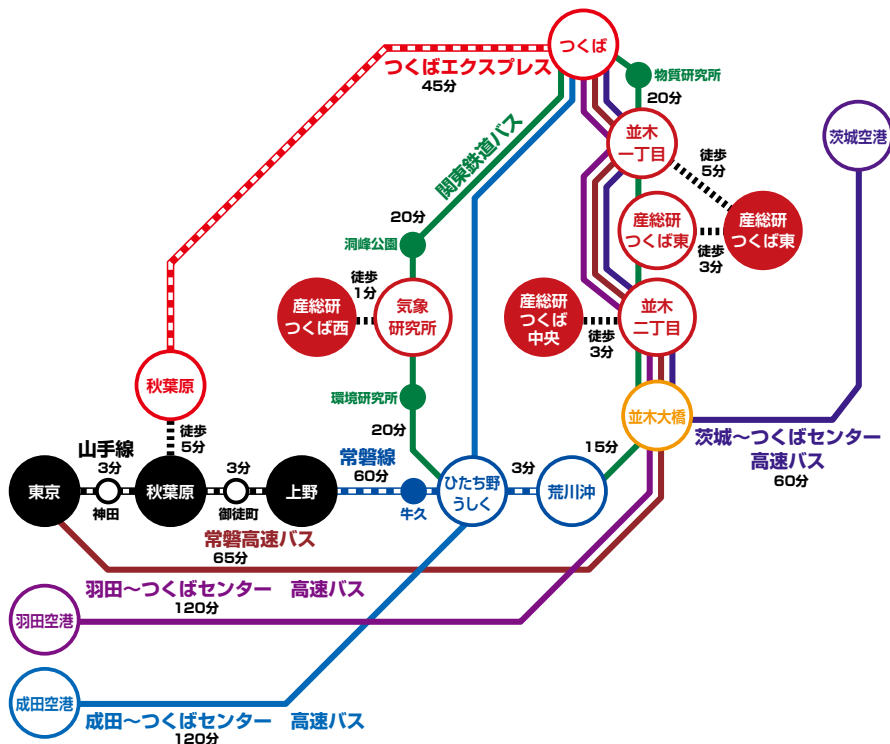 つくば
つくばエクスプレス
45分
物質研究所
20分
並木
一丁目
茨城空港
関東鉄道バス
徒歩
5分
20分
洞峰公園
産総研
つくば東
徒歩
3分
産総研
つくば東
産総研
つくば西
徒歩
1分
気象
研究所
産総研
つくば
中央
徒歩
3分
並木
二丁目
秋葉原
環境研究所
20分
並木大橋
徒歩
5分
茨城〜つくばセンター
高速バス
60分
山手線
3分
3分
常磐線
60分
3分
15分
東京
神田
秋葉原
御徒町
上野
牛久
ひたち野
うしく
荒川沖
常磐高速バス
65分
羽田〜つくばセンター　高速バス
120分
羽田空港
成田空港
成田〜つくばセンター　高速バス
120分